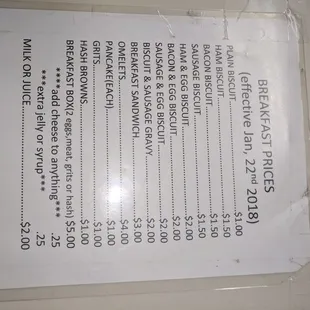 BREAKFAST PRICES
(effective Jan, 22nd 2018)
PLAIN BISCUIT..............................$1.00
HAM BISCUIT..............................$1.50
BACON BISCUIT..............................$1.50
SAUSAGE BISCUIT..............................$1.50
HAM & EGG BISCUIT..............................$2.00
BACON & EGG BISCUIT..............................$2.00
SAUSAGE & EGG BISCUIT..............................$2.00
BISCUIT & SAUSAGE GRAVY..............................$2.00
BREAKFAST SANDWICH..............................$3.00
OMELETS..............................$4.00
PANCAKE(EACH)..............................$1.00
GRITS..............................$1.00
HASH BROWNS..............................$1.00
BREAKFAST BOX(2 eggs, meat, grits or hash) $5.00
**** add cheese to anything*** .25
***extra jelly or syrup*** .25
MILK OR JUICE..............................$2.00